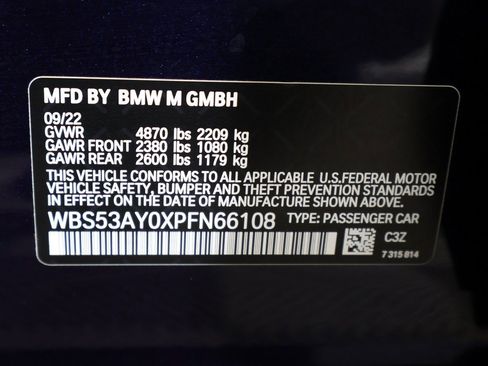 MFD BY BMW M GMBH
09/22
GVWR 4870 lbs 2209 kg
GAWR FRONT 2380 lbs 1080 kg
GAWR REAR 2600 lbs 1179 kg
THIS VEHICLE CONFORMS TO ALL APPLICABLE U.S.FEDERAL MOTOR
VEHICLE SAFETY, BUMPER AND THEFT PREVENTION STANDARDS
IN EFFECT ON THE DATE OF MANUFACTURE SHOWN ABOVE.
WBS53AY0XPFN66108 TYPE: PASSENGER CAR
C3Z
7 315 814